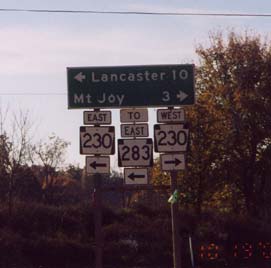 Lancaster 10
Mt Joy 3
EAST TO WEST
230 EAST 230
283